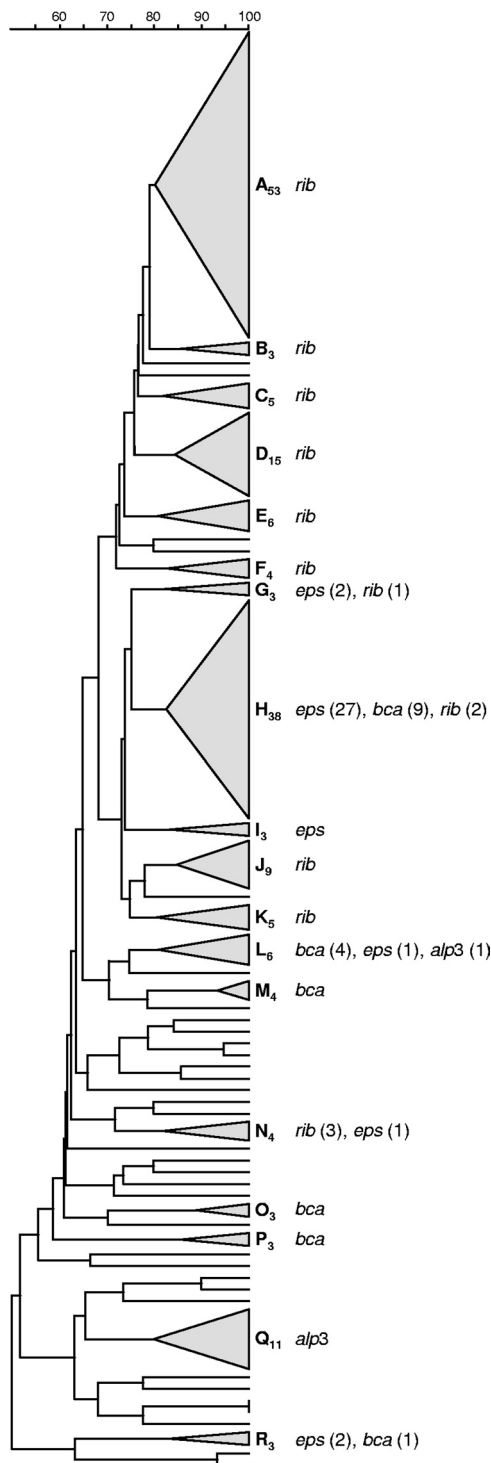 60 70 80 90 100
A53 rib
B3 rib
C5 rib
D15 rib
E6 rib
F4 rib
G3 eps (2), rib (1)
H38 eps (27), bca (9), rib (2)
I3 eps
J9 rib
K5 rib
L6 bca (4), eps (1), alp3 (1)
M4 bca
N4 rib (3), eps (1)
O3 bca
P3 bca
Q11 alp3
R3 eps (2), bca (1)